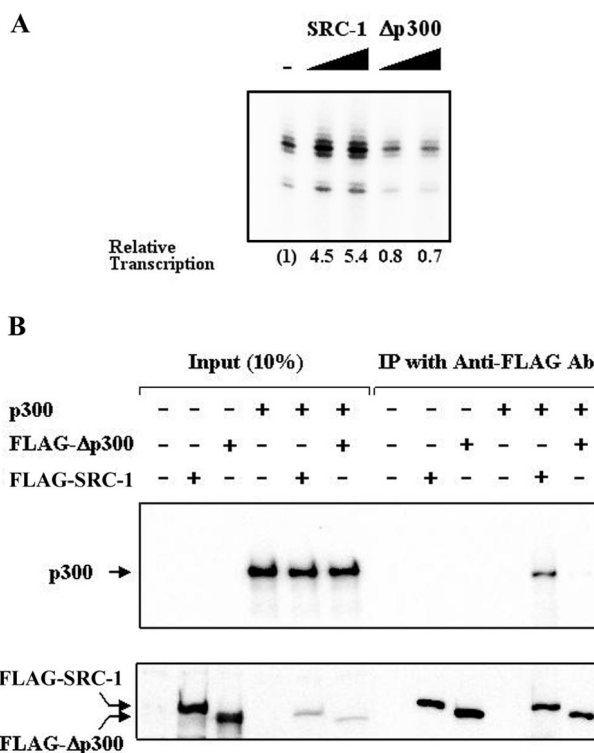 A
SRC-1 Δp300
-
Relative
Transcription
(1) 4.5 5.4 0.8 0.7
B
Input (10%) IP with Anti-FLAG Ab
p300 - - - + + + - - - + + +
FLAG-Δp300 - - + - - + - - + - - +
FLAG-SRC-1 - + - - + - - + - - + -
p300
FLAG-SRC-1
FLAG-Δp300